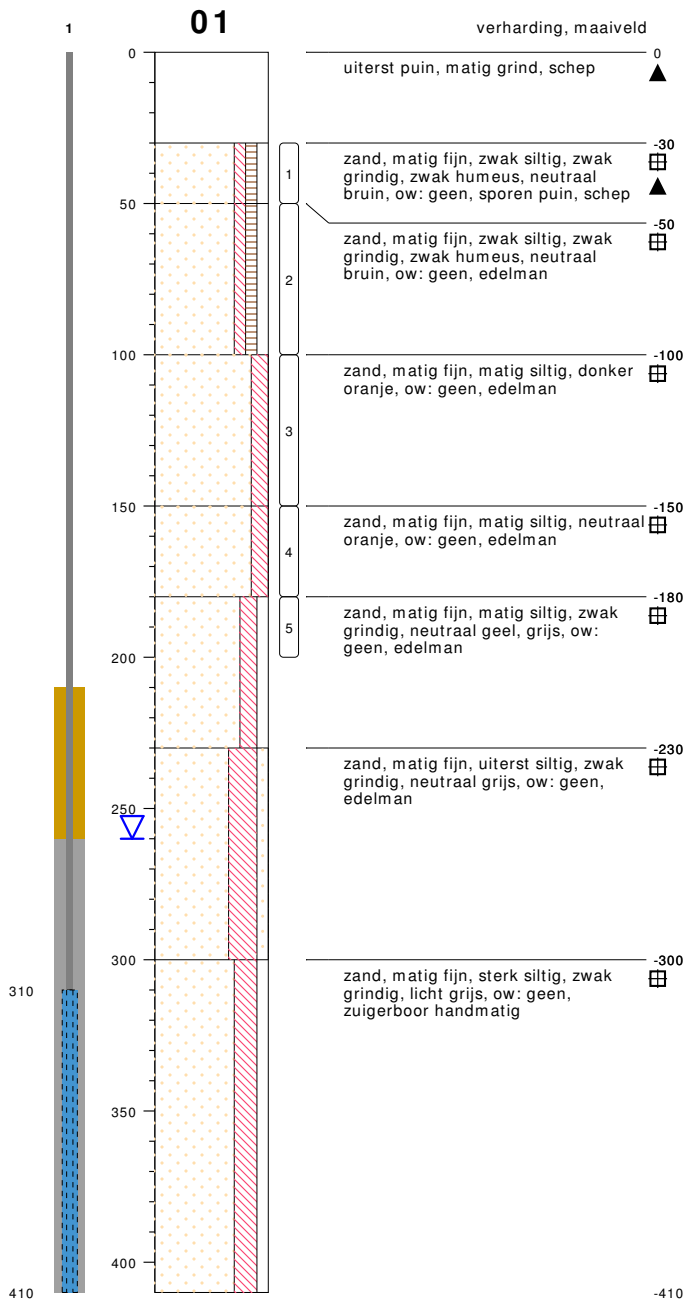 1
01
verharding, maaiveld
0
0
uiterst puin, matig grind, schep
-30
1
zand, matig fijn, zwak siltig, zwak
grindig, zwak humeus, neutraal
bruin, ow: geen, sporen puin, schep
50
-50
2
zand, matig fijn, zwak siltig, zwak
grindig, zwak humeus, neutraal
bruin, ow: geen, edelman
100
-100
3
zand, matig fijn, matig siltig, donker
oranje, ow: geen, edelman
150
-150
4
zand, matig fijn, matig siltig, neutraal
oranje, ow: geen, edelman
-180
5
zand, matig fijn, matig siltig, zwak
grindig, neutraal geel, grijs, ow:
geen, edelman
200
-230
zand, matig fijn, uiterst siltig, zwak
grindig, neutraal grijs, ow: geen,
edelman
250
300
-300
310
zand, matig fijn, sterk siltig, zwak
grindig, licht grijs, ow: geen,
zuigerboor handmatig
350
400
410
-410